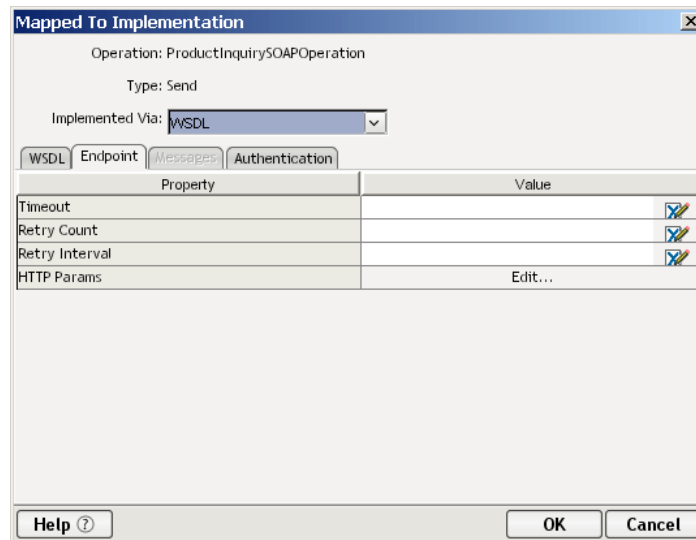 Mapped To Implementation
Operation: ProductInquirySOAPOperation
Type: Send
Implemented Via: WSDL
WSDL Endpoint Messages Authentication
Property Value
Timeout
Retry Count
Retry Interval
HTTP Params Edit...
Help ? OK Cancel